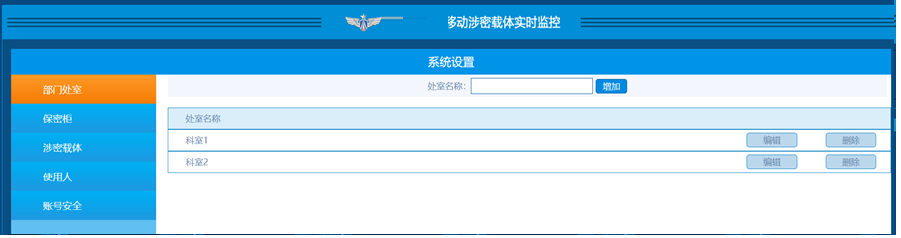 移动涉密载体实时监控
系统设置
部门处室
处室名称: 增加
保密柜
处室名称
涉密载体
科室1 编辑 删除
使用人
科室2 编辑 删除
账号安全